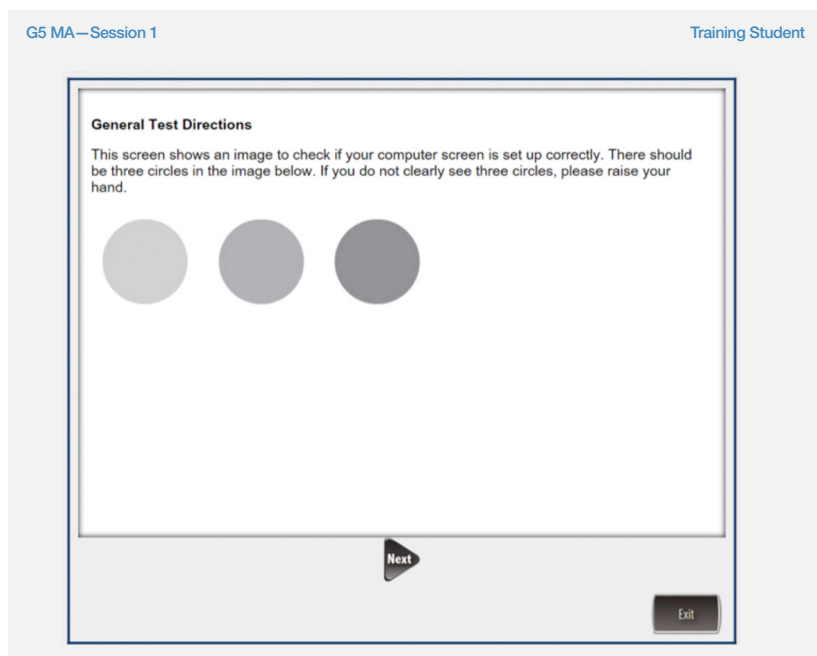 G5 MA—Session 1
Training Student
General Test Directions
This screen shows an image to check if your computer screen is set up correctly. There should
be three circles in the image below. If you do not clearly see three circles, please raise your
hand.
Next
Exit